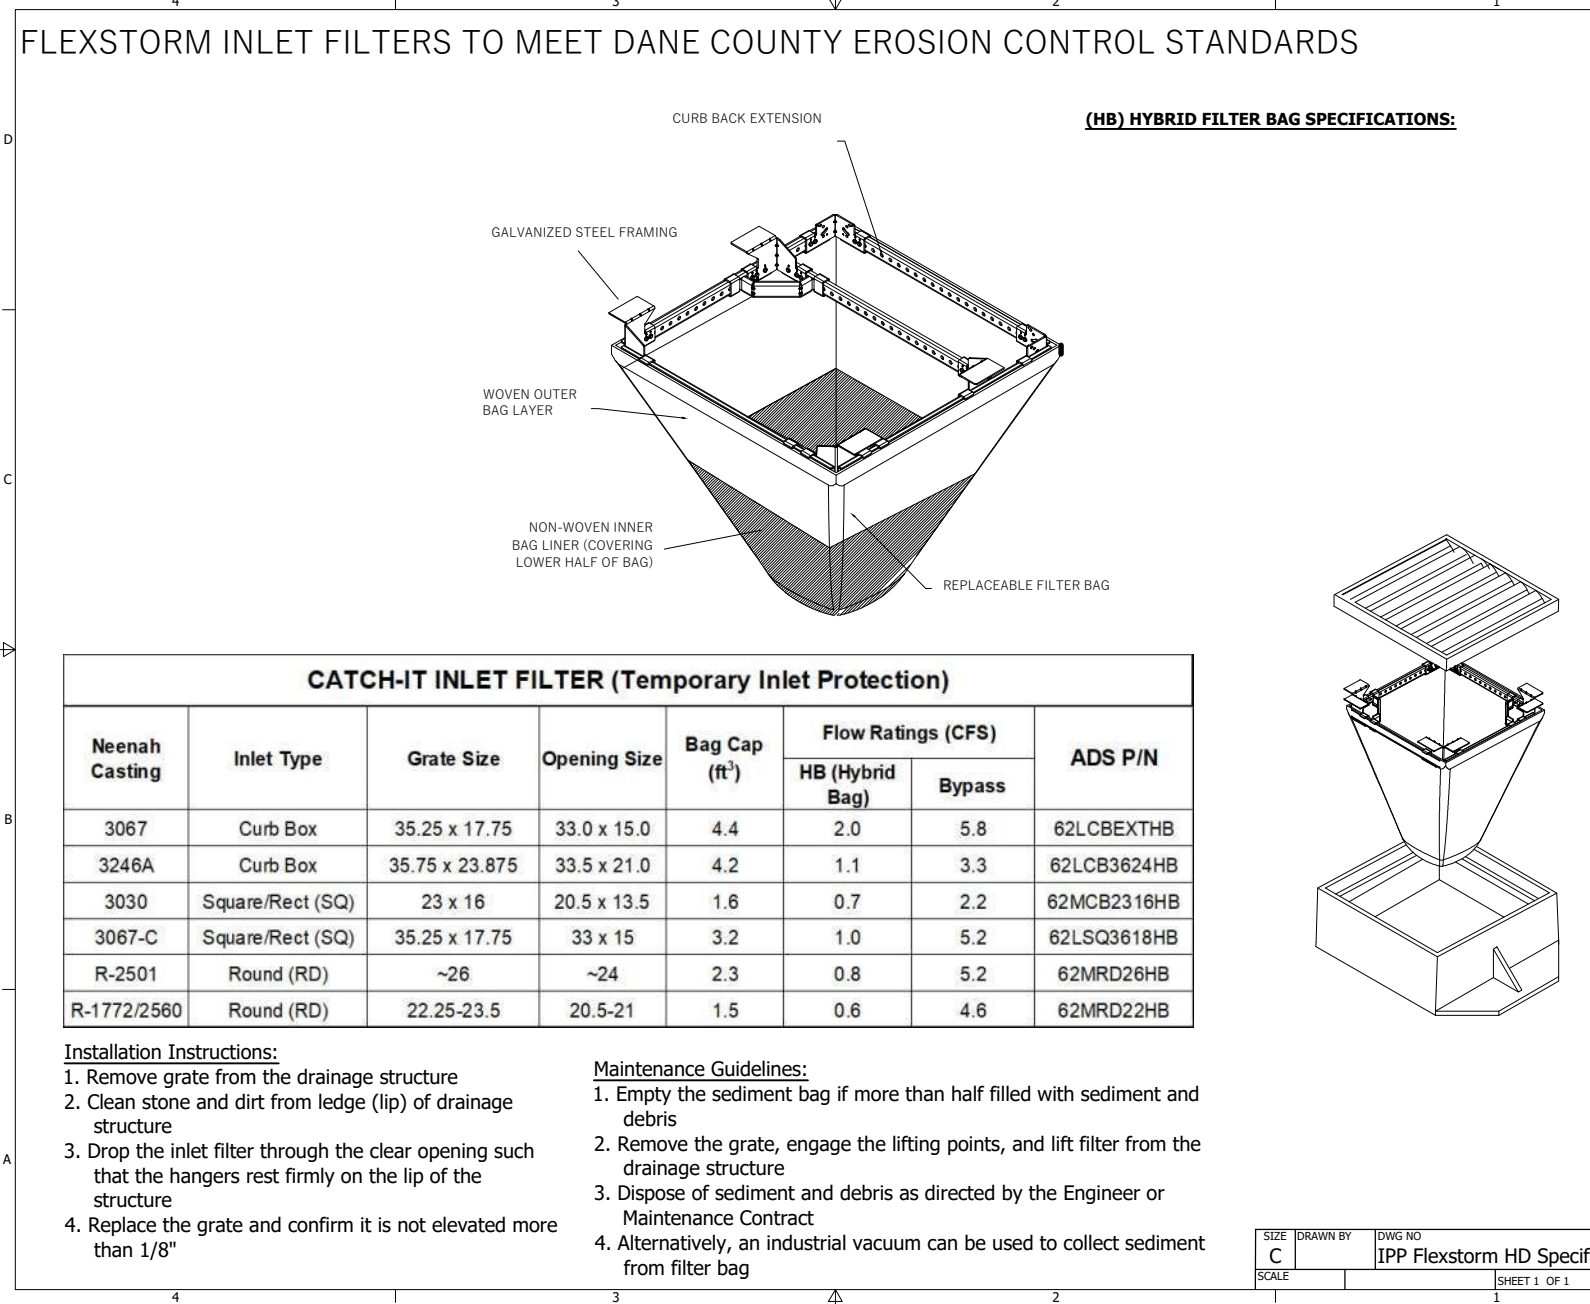 4 3 2 1
FLEXSTORM INLET FILTERS TO MEET DANE COUNTY EROSION CONTROL STANDARDS
CURB BACK EXTENSION
(HB) HYBRID FILTER BAG SPECIFICATIONS:
D
GALVANIZED STEEL FRAMING
WOVEN OUTER
BAG LAYER
C
NON-WOVEN INNER
BAG LINER (COVERING
LOWER HALF OF BAG)
REPLACEABLE FILTER BAG
CATCH-IT INLET FILTER (Temporary Inlet Protection)
Neenah
Casting
Inlet Type
Grate Size
Opening Size
Bag Cap
(ft³)
Flow Ratings (CFS)
HB (Hybrid
Bag)
Bypass
ADS P/N
B
3067 Curb Box 35.25 x 17.75 33.0 x 15.0 4.4 2.0 5.8 62LCBEXTHB
3246A Curb Box 35.75 x 23.875 33.5 x 21.0 4.2 1.1 3.3 62LCB3624HB
3030 Square/Rect (SQ) 23 x 16 20.5 x 13.5 1.6 0.7 2.2 62MCB2316HB
3067-C Square/Rect (SQ) 35.25 x 17.75 33 x 15 3.2 1.0 5.2 62LSQ3618HB
R-2501 Round (RD) ~26 ~24 2.3 0.8 5.2 62MRD26HB
R-1772/2560 Round (RD) 22.25-23.5 20.5-21 1.5 0.6 4.6 62MRD22HB
Installation Instructions:
1. Remove grate from the drainage structure
2. Clean stone and dirt from ledge (lip) of drainage
structure
3. Drop the inlet filter through the clear opening such
that the hangers rest firmly on the lip of the
structure
4. Replace the grate and confirm it is not elevated more
than 1/8"
Maintenance Guidelines:
1. Empty the sediment bag if more than half filled with sediment and
debris
2. Remove the grate, engage the lifting points, and lift filter from the
drainage structure
3. Dispose of sediment and debris as directed by the Engineer or
Maintenance Contract
4. Alternatively, an industrial vacuum can be used to collect sediment
from filter bag
A
SIZE
C
DRAWN BY
DWG NO
IPP Flexstorm HD Specif
SCALE
SHEET 1 OF 1
4 3 2 1